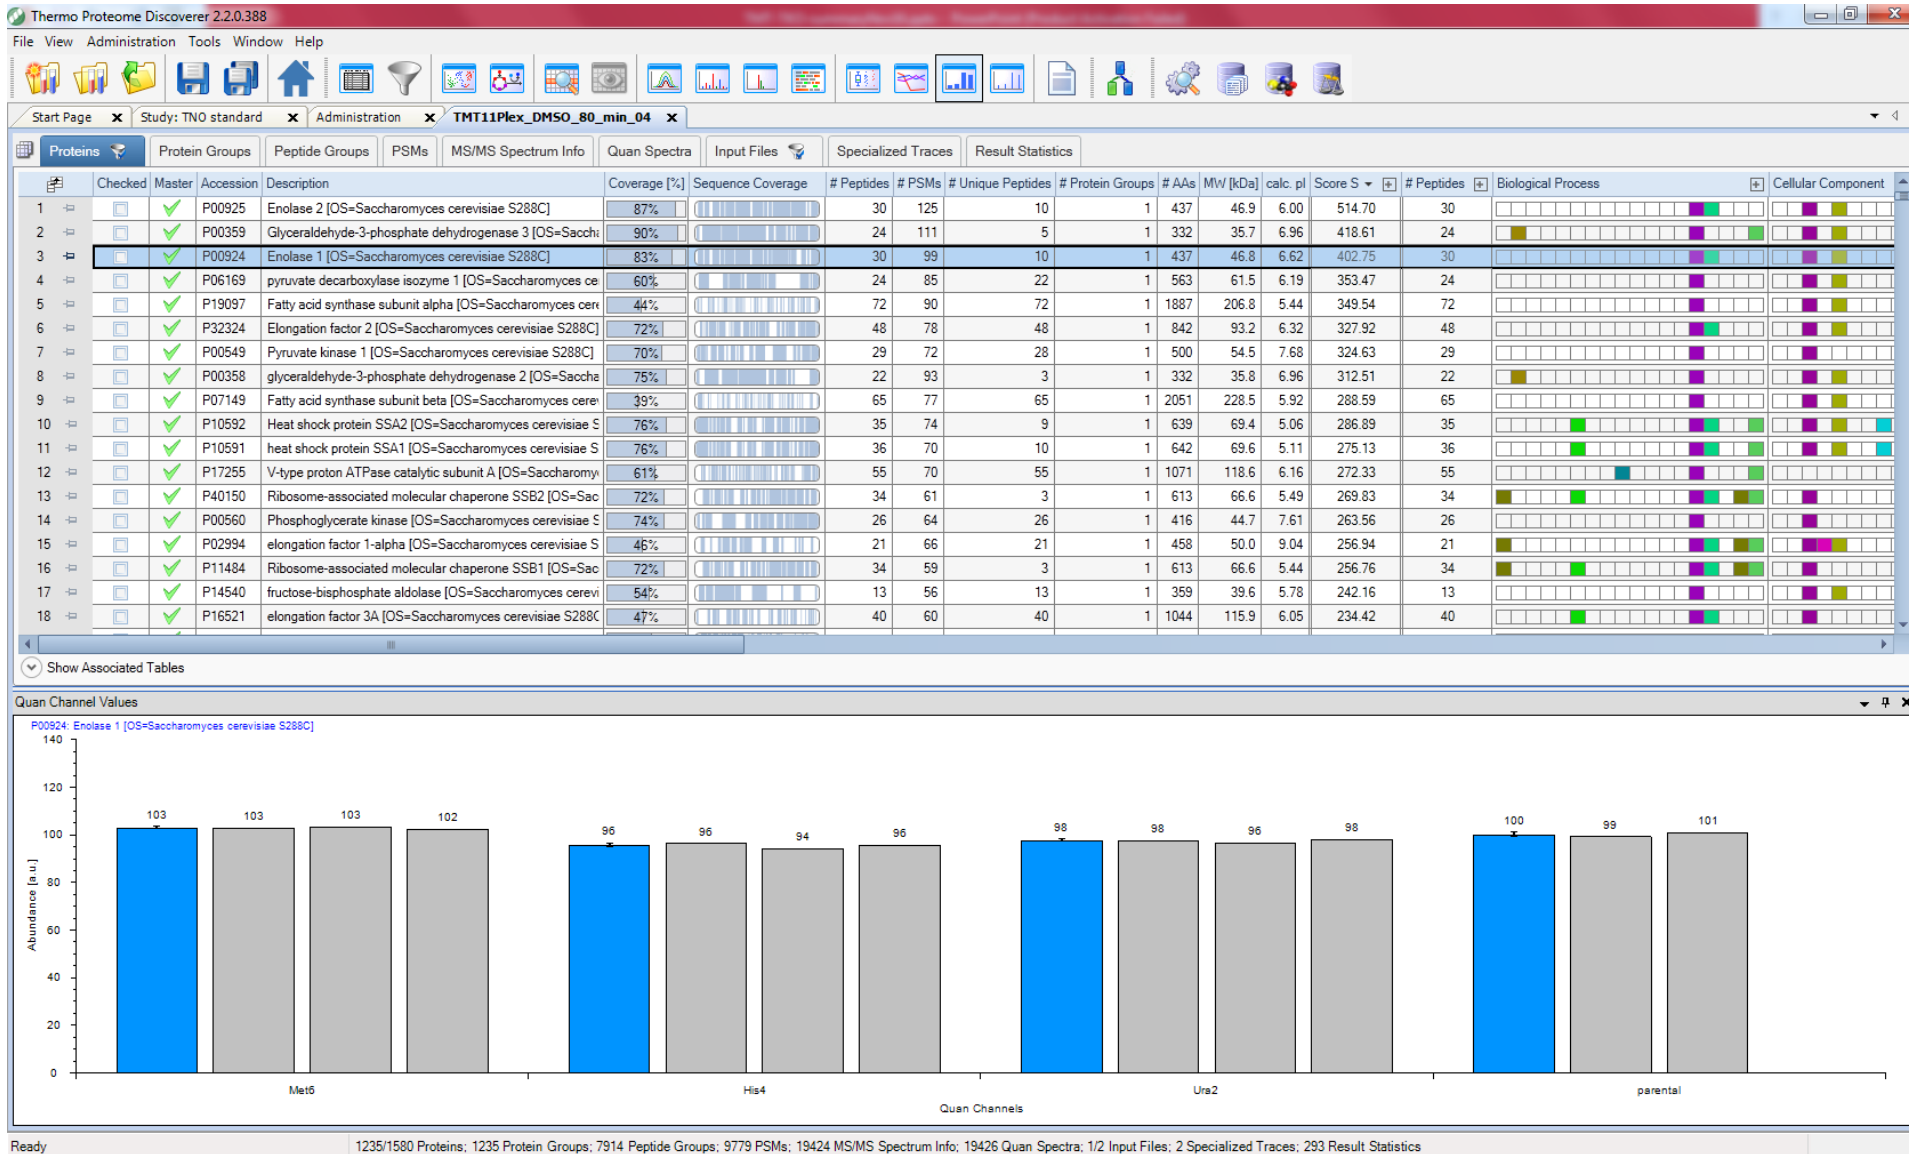 Thermo Proteome Discoverer 2.2.0.388
File View Administration Tools Window Help
Start Page Study: TNO standard Administration TMT11Plex_DMSO_80_min_04
Proteins Protein Groups Peptide Groups PSMs MS/MS Spectrum Info Quan Spectra Input Files Specialized Traces Result Statistics
Checked Master Accession Description Coverage [%] Sequence Coverage # Peptides # PSMs # Unique Peptides # Protein Groups # AAs MW [kDa] calc. pI Score S # Peptides Biological Process Cellular Component
1 P00925 Enolase 2 [OS=Saccharomyces cerevisiae S288C] 87% 30 125 10 1 437 46.9 6.00 514.70 30
2 P00359 Glyceraldehyde-3-phosphate dehydrogenase 3 [OS=Saccha 90% 24 111 5 1 332 35.7 6.96 418.61 24
3 P00924 Enolase 1 [OS=Saccharomyces cerevisiae S288C] 83% 30 99 10 1 437 46.8 6.62 402.75 30
4 P06169 pyruvate decarboxylase isozyme 1 [OS=Saccharomyces ce 60% 24 85 22 1 563 61.5 6.19 353.47 24
5 P19097 Fatty acid synthase subunit alpha [OS=Saccharomyces cere 44% 72 90 72 1 1887 206.8 5.44 349.54 72
6 P32324 Elongation factor 2 [OS=Saccharomyces cerevisiae S288C] 72% 48 78 48 1 842 93.2 6.32 327.92 48
7 P00549 Pyruvate kinase 1 [OS=Saccharomyces cerevisiae S288C] 70% 29 72 28 1 500 54.5 7.68 324.63 29
8 P00358 glyceraldehyde-3-phosphate dehydrogenase 2 [OS=Saccha 75% 22 93 3 1 332 35.8 6.96 312.51 22
9 P07149 Fatty acid synthase subunit beta [OS=Saccharomyces cerev 39% 65 77 65 1 2051 228.5 5.92 288.59 65
10 P10592 Heat shock protein SSA2 [OS=Saccharomyces cerevisiae S 76% 35 74 9 1 639 69.4 5.06 286.89 35
11 P10591 heat shock protein SSA1 [OS=Saccharomyces cerevisiae S 76% 36 70 10 1 642 69.6 5.11 275.13 36
12 P17255 V-type proton ATPase catalytic subunit A [OS=Saccharomy 61% 55 70 55 1 1071 118.6 6.16 272.33 55
13 P40150 Ribosome-associated molecular chaperone SSB2 [OS=Sac 72% 34 61 3 1 613 66.6 5.49 269.83 34
14 P00560 Phosphoglycerate kinase [OS=Saccharomyces cerevisiae S 74% 26 64 26 1 416 44.7 7.61 263.56 26
15 P02994 elongation factor 1-alpha [OS=Saccharomyces cerevisiae S 46% 21 66 21 1 458 50.0 9.04 256.94 21
16 P11484 Ribosome-associated molecular chaperone SSB1 [OS=Sac 72% 34 59 3 1 613 66.6 5.44 256.76 34
17 P14540 fructose-bisphosphate aldolase [OS=Saccharomyces cerevi 54% 13 56 13 1 359 39.6 5.78 242.16 13
18 P16521 elongation factor 3A [OS=Saccharomyces cerevisiae S288C 47% 40 60 40 1 1044 115.9 6.05 234.42 40
Show Associated Tables
Quan Channel Values
P00924: Enolase 1 [OS=Saccharomyces cerevisiae S288C]
140
120
100
80
60
40
20
0
Abundance [a.u.]
103 103 103 102 96 96 94 96 98 98 96 98 100 99 101
Met6 His4 Ura2 parental
Quan Channels
Ready 1235/1580 Proteins; 1235 Protein Groups; 7914 Peptide Groups; 9779 PSMs; 19424 MS/MS Spectrum Info; 19426 Quan Spectra; 1/2 Input Files; 2 Specialized Traces; 293 Result Statistics